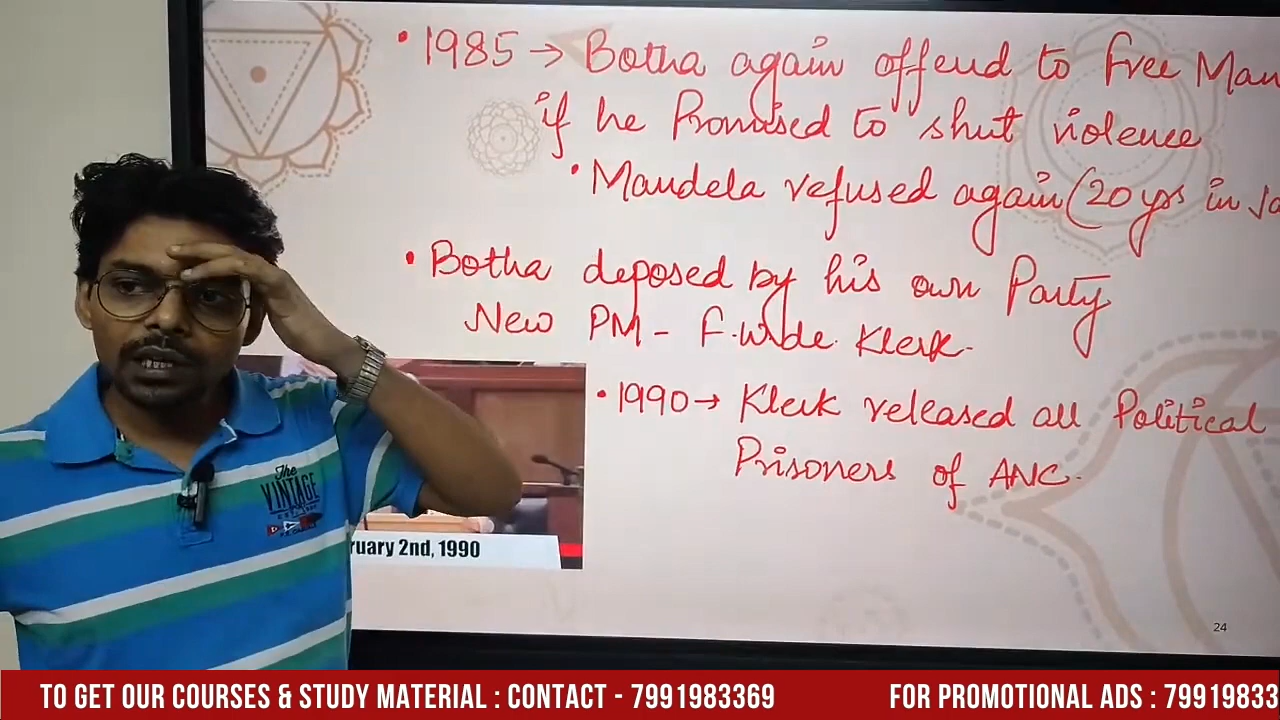 • 1985 → Botha again offend to free Man
if he Promised to shut violence
• Mandela refused again (20 yrs in Ja
• Botha deposed by his own Party
New PM - F.W.de Klerk.
• 1990 → Klerk released all Political
Prisoners of ANC.
ruary 2nd, 1990
The
VINTAGE
24
TO GET OUR COURSES & STUDY MATERIAL : CONTACT - 7991983369
FOR PROMOTIONAL ADS : 79919833